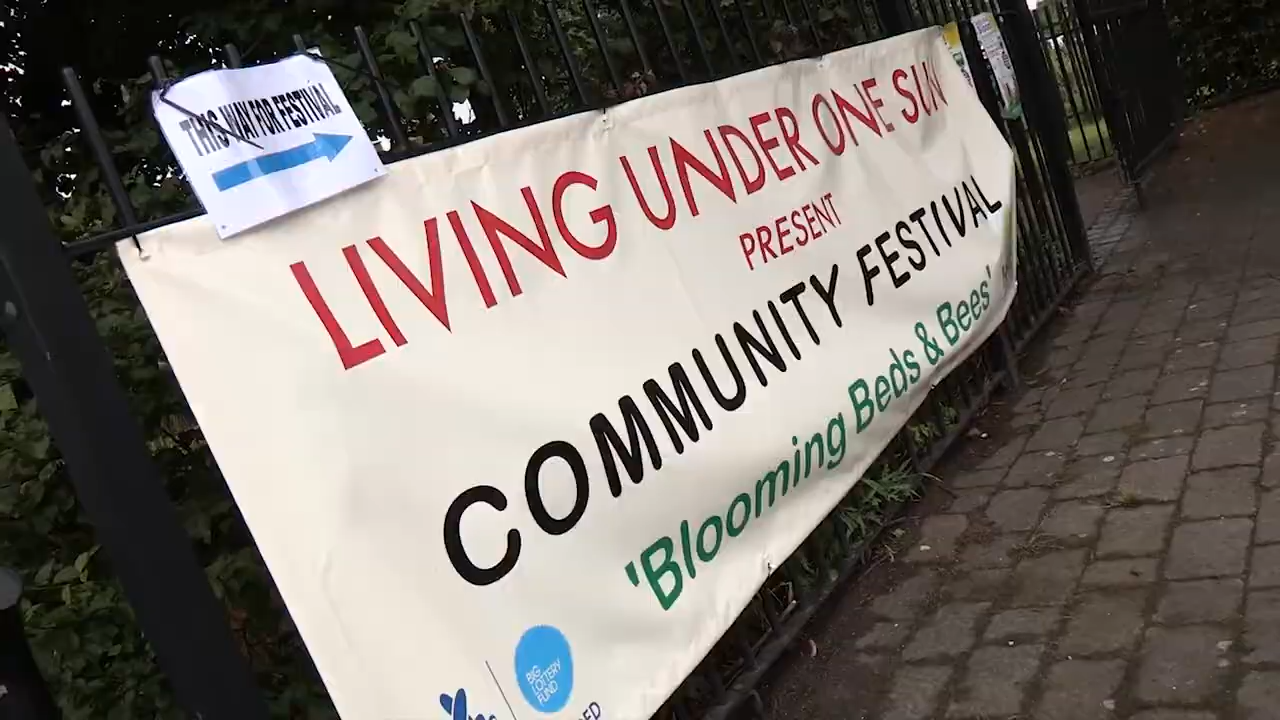 THIS WAY FOR FESTIVAL
LIVING UNDER ONE SUN
PRESENT
COMMUNITY FESTIVAL
'Blooming Beds & Bees'
BIG
LOTTERY
FUND